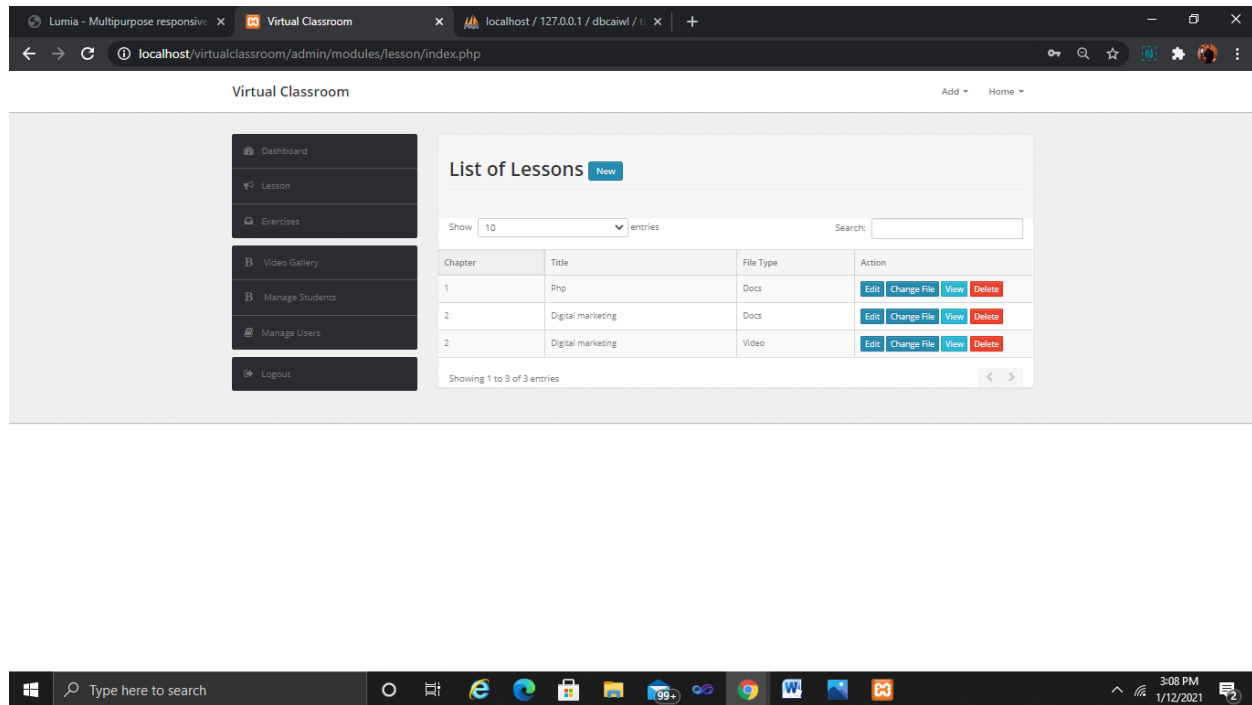 Lumia - Multipurpose responsive
Virtual Classroom
localhost / 127.0.0.1 / dbcaiwl / t
localhost/virtualclassroom/admin/modules/lesson/index.php
Virtual Classroom
Add
Home
Dashboard
Lesson
Exercises
B Video Gallery
B Manage Students
Manage Users
Logout
List of Lessons New
Show 10 entries
Search:
Chapter Title File Type Action
1 Php Docs Edit Change File View Delete
2 Digital marketing Docs Edit Change File View Delete
2 Digital marketing Video Edit Change File View Delete
Showing 1 to 3 of 3 entries
Type here to search
99+
3:08 PM
1/12/2021
2